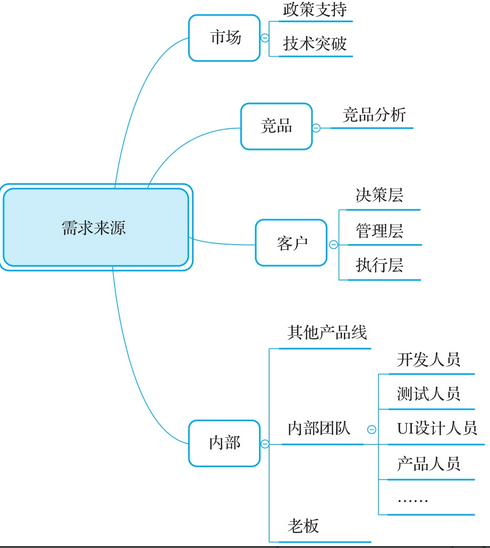 需求来源
市场
政策支持
技术突破
竞品
竞品分析
客户
决策层
管理层
执行层
内部
其他产品线
内部团队
开发人员
测试人员
UI设计人员
产品人员
……
老板